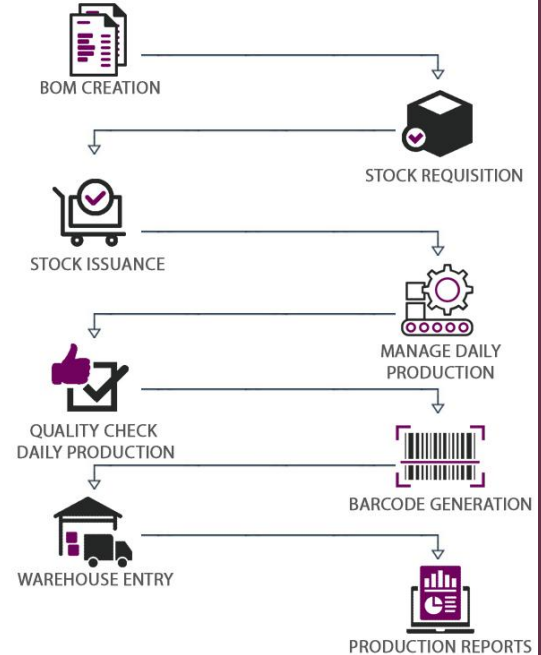 BOM CREATION
STOCK REQUISITION
STOCK ISSUANCE
MANAGE DAILY
PRODUCTION
QUALITY CHECK
DAILY PRODUCTION
BARCODE GENERATION
WAREHOUSE ENTRY
PRODUCTION REPORTS